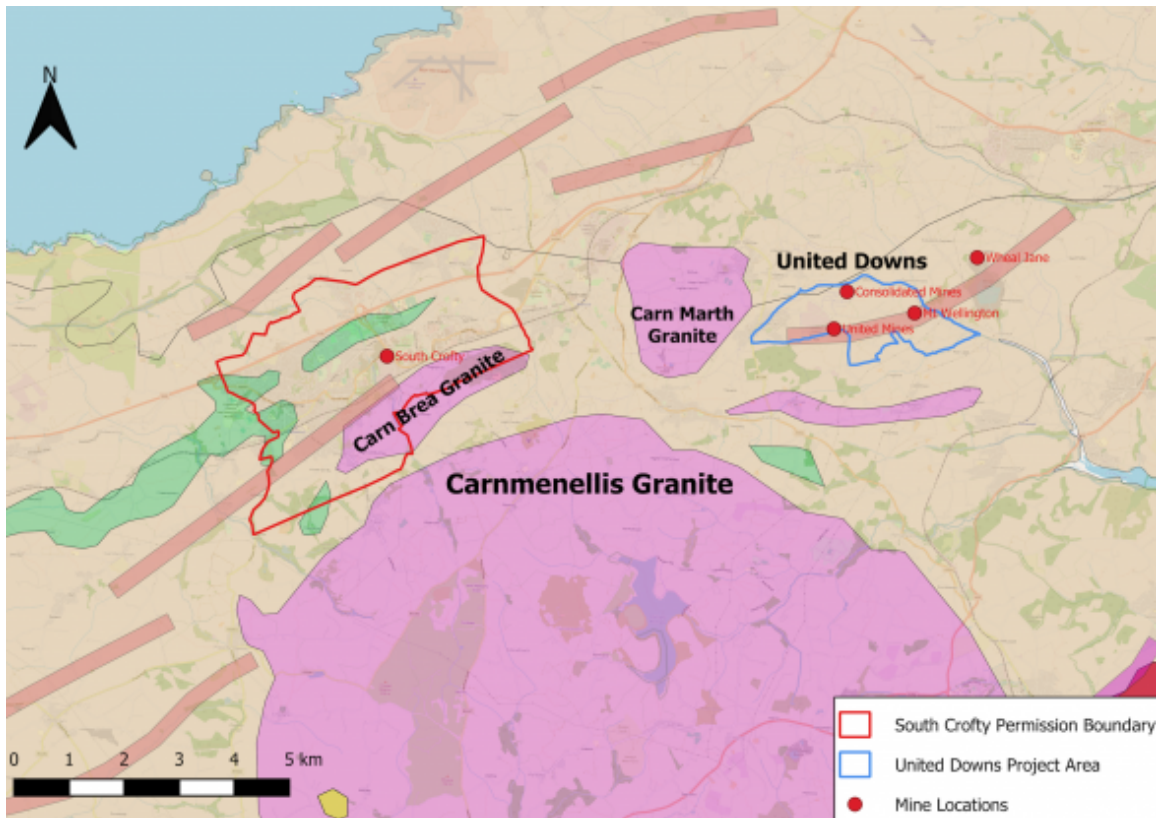 N
United Downs
Wheal Jane
Consolidated Mines
Mt Wellington
United Mines
Carn Marth
Granite
South Crofty
Carn Brea Granite
Carnmenellis Granite
0 1 2 3 4 5 km
South Crofty Permission Boundary
United Downs Project Area
Mine Locations